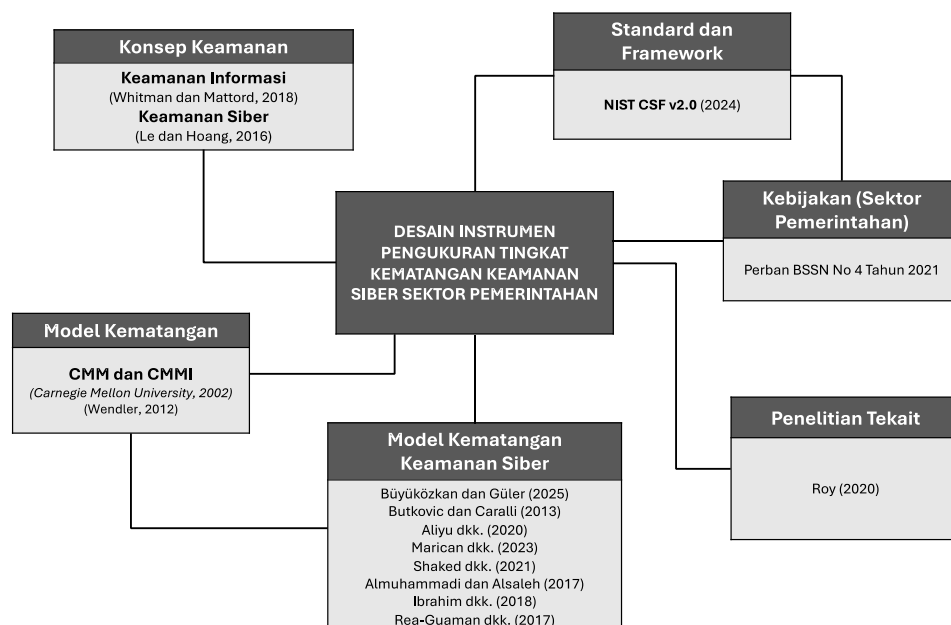 Konsep Keamanan
Keamanan Informasi
(Whitman dan Mattord, 2018)
Keamanan Siber
(Le dan Hoang, 2016)
Standard dan
Framework
NIST CSF v2.0 (2024)
Kebijakan (Sektor
Pemerintahan)
Perban BSSN No 4 Tahun 2021
DESAIN INSTRUMEN
PENGUKURAN TINGKAT
KEMATANGAN KEAMANAN
SIBER SEKTOR PEMERINTAHAN
Model Kematangan
CMM dan CMMI
(Carnegie Mellon University, 2002)
(Wendler, 2012)
Model Kematangan
Keamanan Siber
Büyüközkan dan Güler (2025)
Butkovic dan Caralli (2013)
Aliyu dkk. (2020)
Marican dkk. (2023)
Shaked dkk. (2021)
Almuhammadi dan Alsaleh (2017)
Ibrahim dkk. (2018)
Rea-Guaman dkk. (2017)
Penelitian Tekait
Roy (2020)